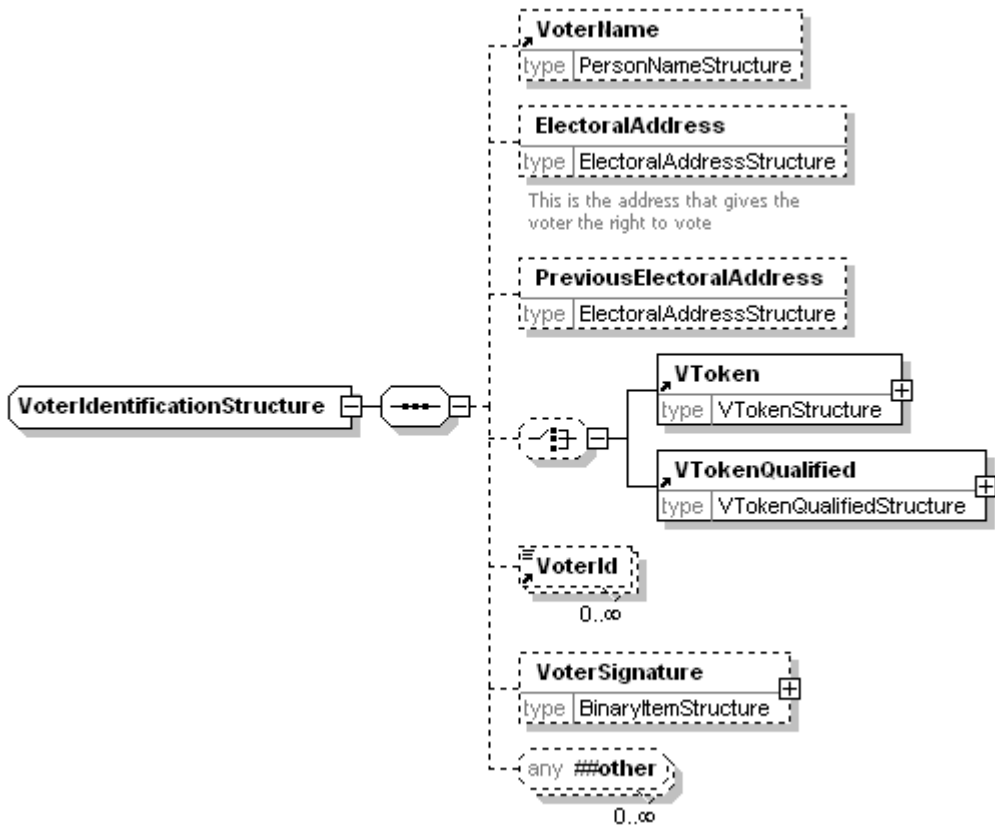 VoterName
type PersonNameStructure
ElectoralAddress
type ElectoralAddressStructure
This is the address that gives the
voter the right to vote
PreviousElectoralAddress
type ElectoralAddressStructure
VoterIdentificationStructure
VToken
type VTokenStructure
VTokenQualified
type VTokenQualifiedStructure
VoterId
0..∞
VoterSignature
type BinaryItemStructure
any ##other
0..∞